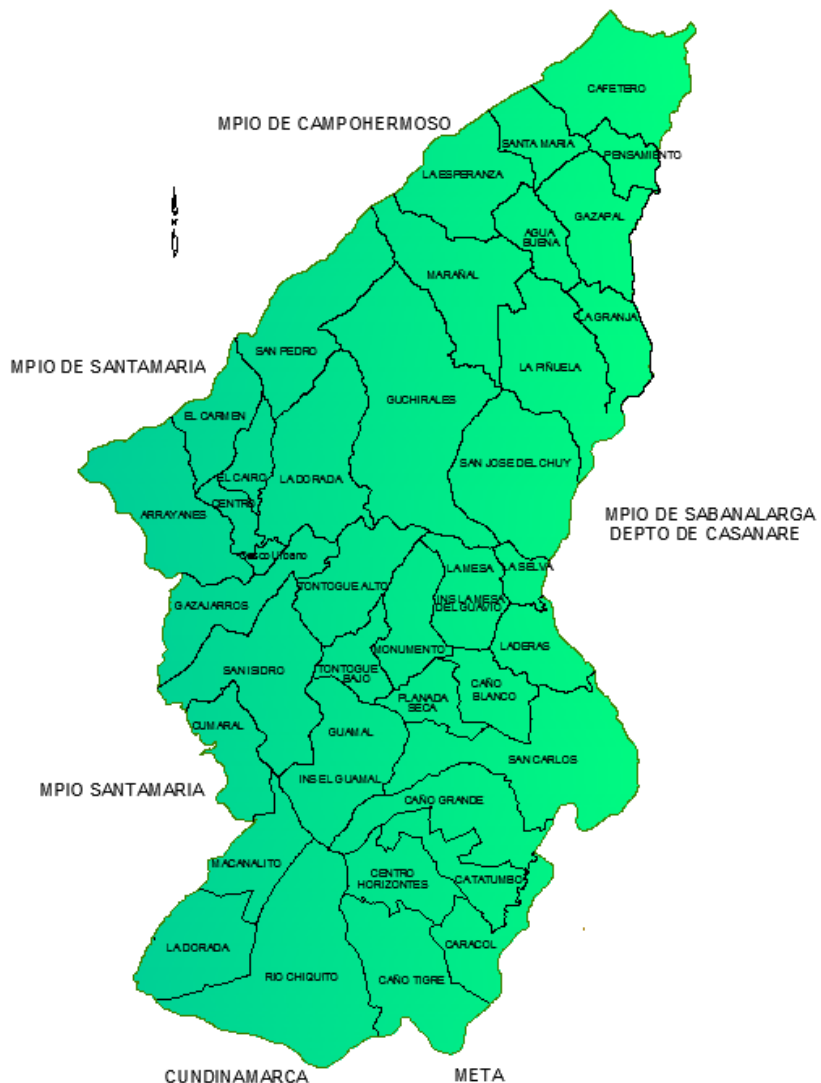 CAFETERO
MPIO DE CAMPOHERMOSO
SANTA MARIA
PENSAMIENTO
LA ESPERANZA
GAZAPAL
AGUA
BUENA
MARAÑAL
LA GRANJA
SAN PEDRO
MPIO DE SANTAMARIA
LA PIÑUELA
GUCHIRALES
EL CARMEN
SAN JOSE DEL CHUY
EL CAIRO
LA DORADA
CENTRO
ARRAYANES
MPIO DE SABANALARGA
DEPTO DE CASANARE
Casco Urbano
LA MESA
LA SELVA
TONTOGUE ALTO
INS LA MESA
DEL GUAVIO
GAZAJARROS
LADERAS
MONUMENTO
SAN ISIDRO
TONTOGUE
BAJO
CAÑO
BLANCO
PLANADA
SECA
CUMARAL
GUAMAL
SAN CARLOS
INS EL GUAMAL
MPIO SANTAMARIA
CAÑO GRANDE
MACANALITO
CENTRO
HORIZONTES
CATATUMBO
LA DORADA
CARACOL
RIO CHIQUITO
CAÑO TIGRE
CUNDINAMARCA
META